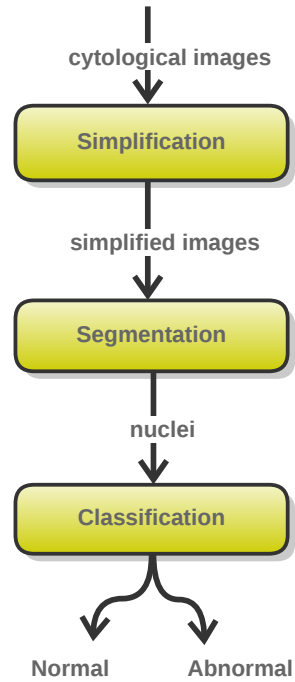 cytological images
Simplification
simplified images
Segmentation
nuclei
Classification
Normal
Abnormal